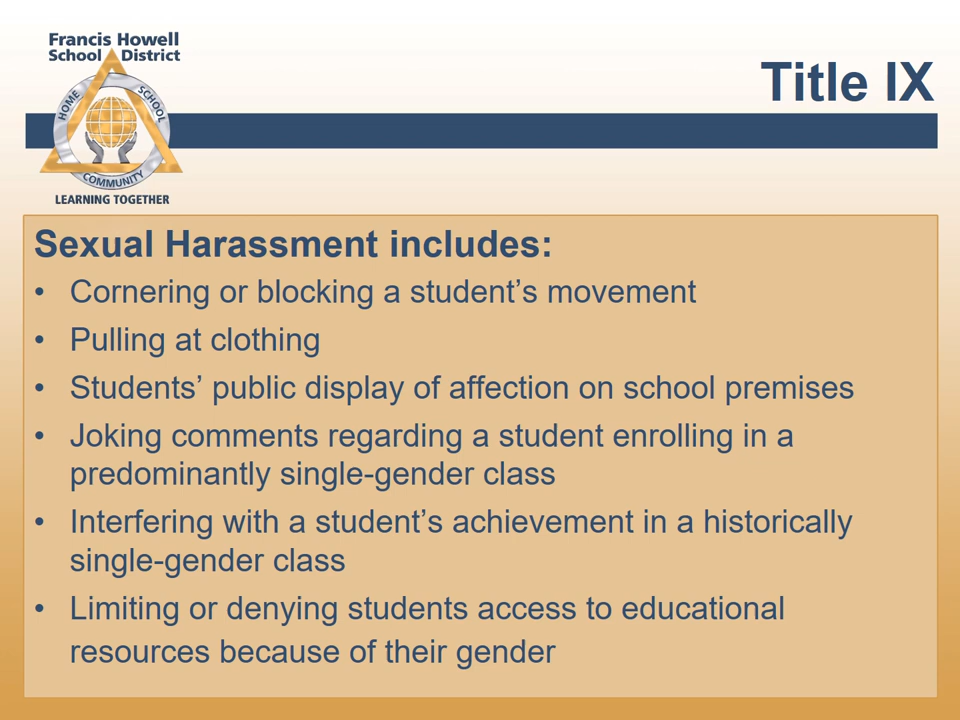 Francis Howell
School District
Title IX
HOME
SCHOOL
COMMUNITY
LEARNING TOGETHER
Sexual Harassment includes:
• Cornering or blocking a student’s movement
• Pulling at clothing
• Students’ public display of affection on school premises
• Joking comments regarding a student enrolling in a
predominantly single-gender class
• Interfering with a student’s achievement in a historically
single-gender class
• Limiting or denying students access to educational
resources because of their gender